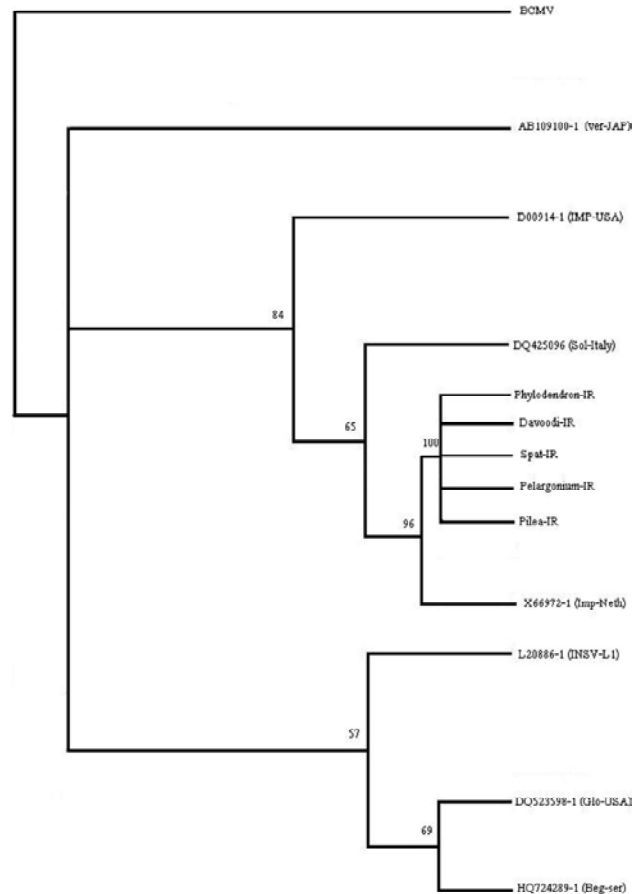 BCMV
AB109100-1 (ver-JAP)
D00914-1 (IMP-USA)
84
DQ425096 (Sol-Italy)
Phylodendron-IR
Davoodi-IR
65
100
Spat-IR
Pelargonium-IR
96
Pilea-IR
X66972-1 (Imp-Neth)
L20886-1 (INSV-L1)
57
DQ523598-1 (Glo-USA)
69
HQ724289-1 (Beg-ser)